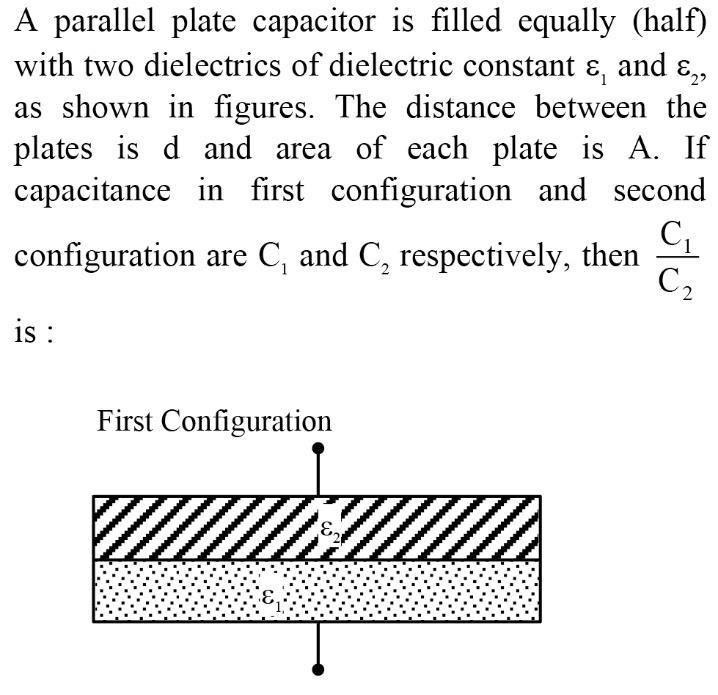 A parallel plate capacitor is filled equally (half)
with two dielectrics of dielectric constant ε₁ and ε₂,
as shown in figures. The distance between the
plates is d and area of each plate is A. If
capacitance in first configuration and second
configuration are C₁ and C₂ respectively, then C₁/C₂
is :
First Configuration
ε₂
ε₁